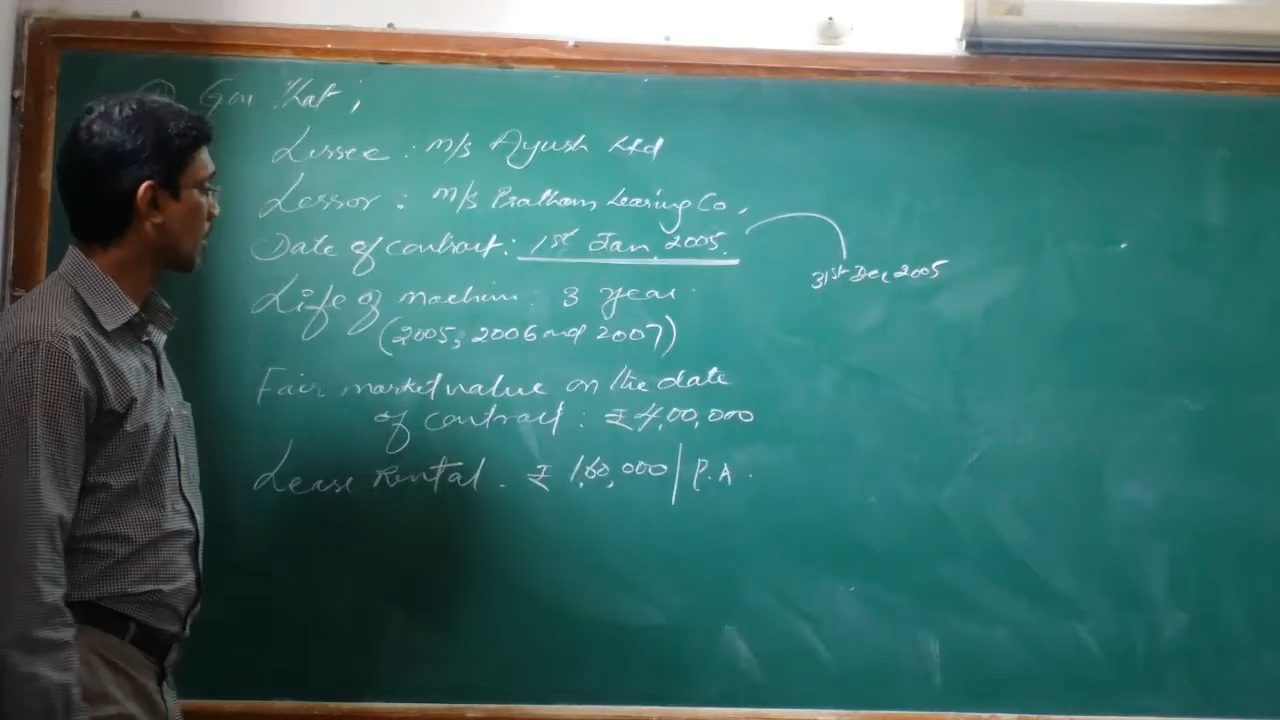 Given that,
Lessee : M/s Ayush Ltd
Lessor : M/s Pratham Leasing Co,
Date of contract : 1st Jan 2005.
31st Dec 2005
Life of machine : 3 year.
(2005, 2006 and 2007)
Fair market value on the date
of contract : ₹ 4,00,000
Lease Rental . ₹ 1,60,000 / P.A.